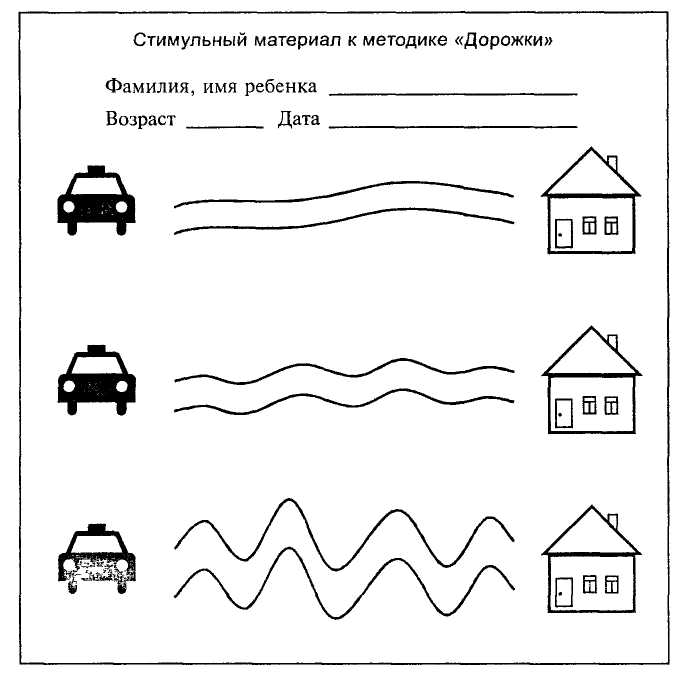 Стимульный материал к методике «Дорожки»
Фамилия, имя ребенка
Возраст Дата